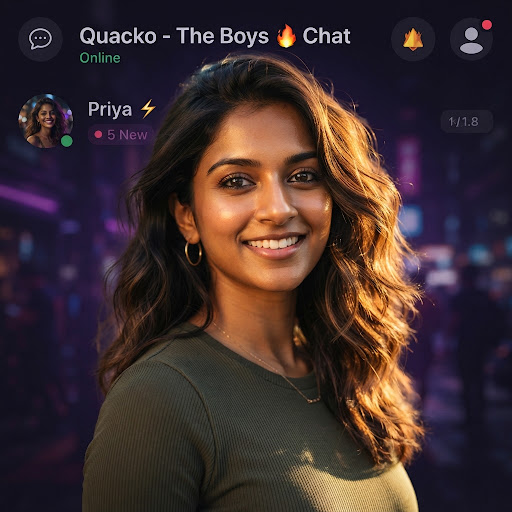 Quacko - The Boys 🔥 Chat
Online
Priya ⚡
5 New
1/1.8